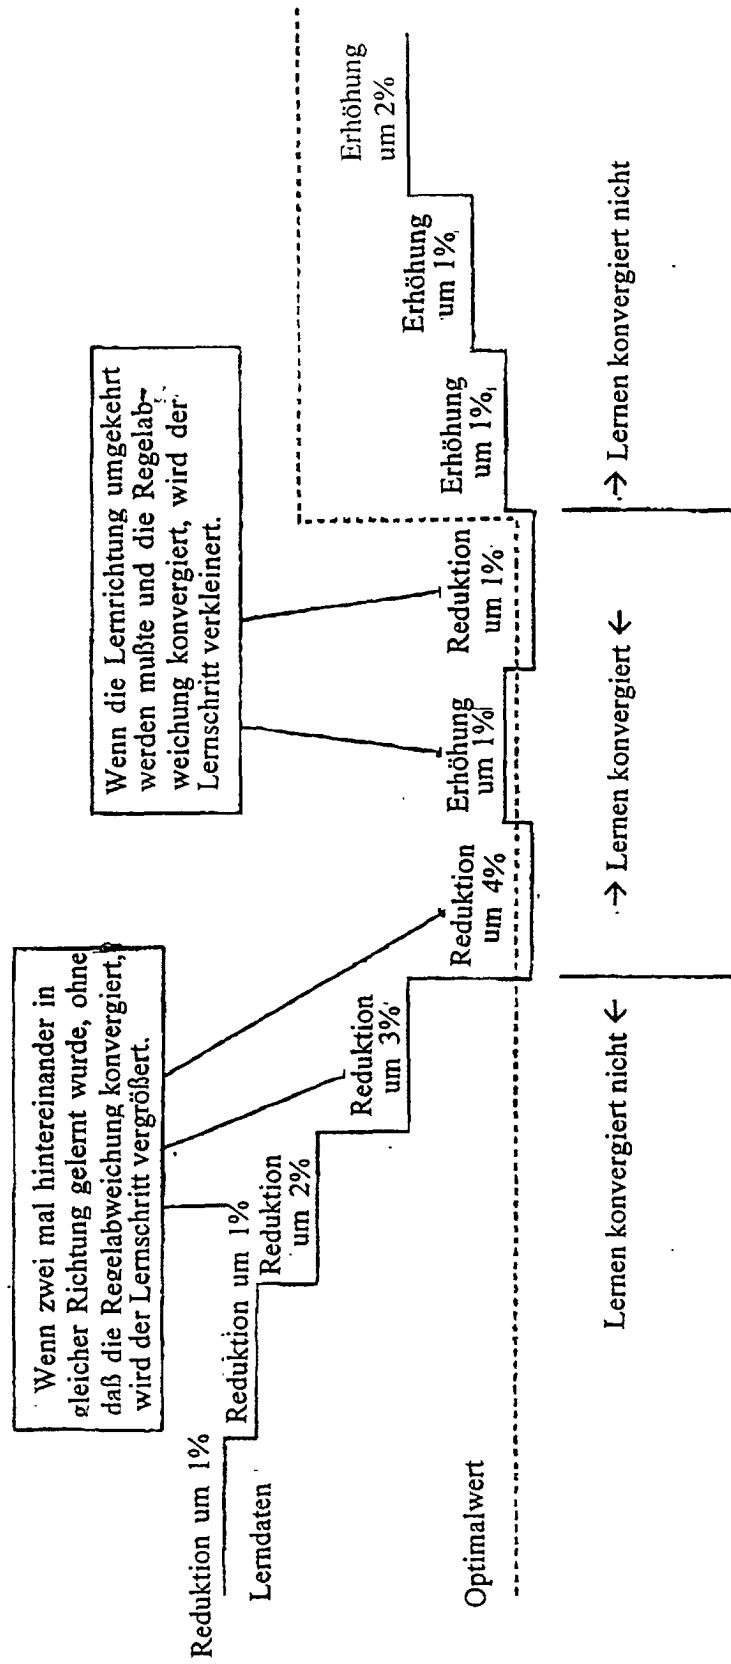 Wenn zwei mal hintereinander in
gleicher Richtung gelernt wurde, ohne
daß die Regelabweichung konvergiert,
wird der Lernschritt vergrößert.
Wenn die Lernrichtung umgekehrt
werden mußte und die Regelab-
weichung konvergiert, wird der
Lernschritt verkleinert.
Reduktion um 1%
Lerndaten
Reduktion um 1%
Reduktion
um 2%
Reduktion
um 3%
Reduktion
um 4%
Erhöhung
um 1%
Reduktion
um 1%
Erhöhung
um 1%
Erhöhung
um 1%
Erhöhung
um 2%
Optimalwert
Lernen konvergiert nicht ←
→ Lernen konvergiert ←
→ Lernen konvergiert nicht